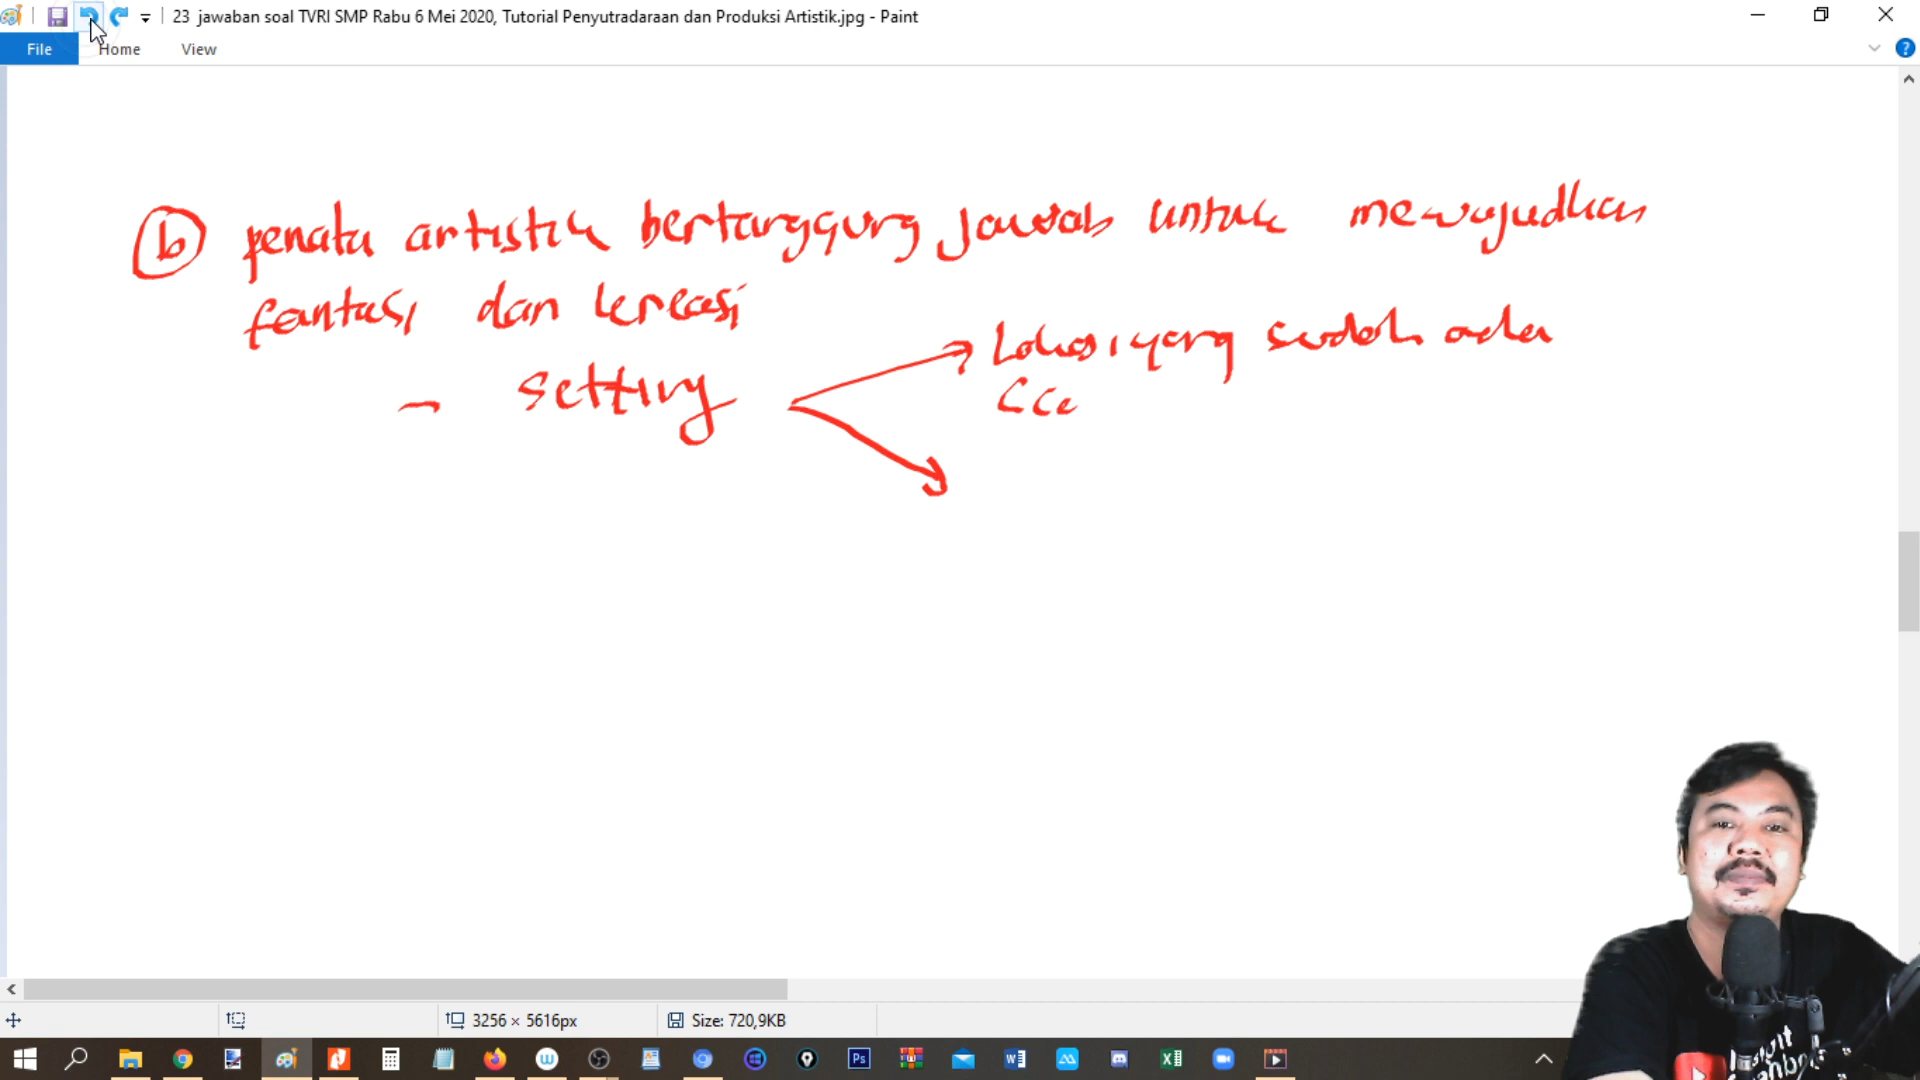 23 jawaban soal TVRI SMP Rabu 6 Mei 2020, Tutorial Penyutradaraan dan Produksi Artistik.jpg - Paint
File Home View
b penata artistik bertanggung jawab untuk mewujudkan
fantasi dan kreasi
- Setting → Lokasi yang sudah ada
3256 × 5616px Size: 720,9KB